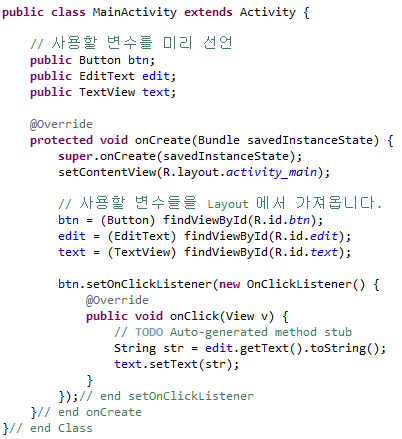 public class MainActivity extends Activity {
// 사용할 변수를 미리 선언
public Button btn;
public EditText edit;
public TextView text;
@Override
protected void onCreate(Bundle savedInstanceState) {
super.onCreate(savedInstanceState);
setContentView(R.layout.activity_main);
// 사용할 변수들을 Layout 에서 가져옵니다.
btn = (Button) findViewById(R.id.btn);
edit = (EditText) findViewById(R.id.edit);
text = (TextView) findViewById(R.id.text);
btn.setOnClickListener(new OnClickListener() {
@Override
public void onClick(View v) {
// TODO Auto-generated method stub
String str = edit.getText().toString();
text.setText(str);
}
});// end setOnClickListener
}// end onCreate
}// end Class